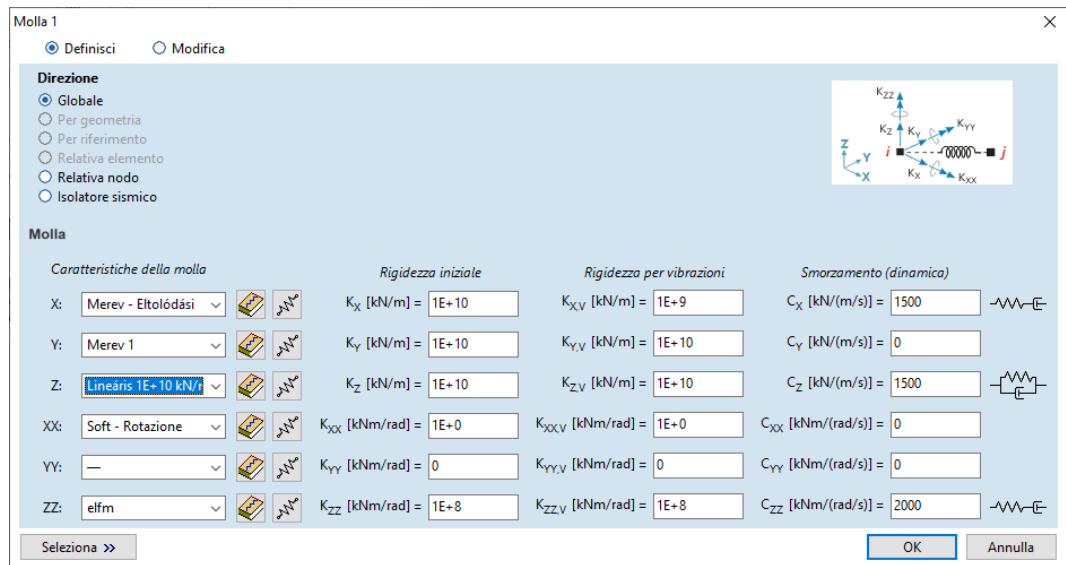 Molla 1
Definisci Modifica
Direzione
Globale
Per geometria
Per riferimento
Relativa elemento
Relativa nodo
Isolatore sismico
KZZ
KZ KY KYY
Z Y X i j
KX KXX
Molla
Caratteristiche della molla Rigidezza iniziale Rigidezza per vibrazioni Smorzamento (dinamica)
X: Merev - Eltolódási KX [kN/m] = 1E+10 KX,V [kN/m] = 1E+9 CX [kN/(m/s)] = 1500
Y: Merev 1 KY [kN/m] = 1E+10 KY,V [kN/m] = 1E+10 CY [kN/(m/s)] = 0
Z: Lineáris 1E+10 kN/r KZ [kN/m] = 1E+10 KZ,V [kN/m] = 1E+10 CZ [kN/(m/s)] = 1500
XX: Soft - Rotazione KXX [kNm/rad] = 1E+0 KXX,V [kNm/rad] = 1E+0 CXX [kNm/(rad/s)] = 0
YY: — KYY [kNm/rad] = 0 KYY,V [kNm/rad] = 0 CYY [kNm/(rad/s)] = 0
ZZ: elfm KZZ [kNm/rad] = 1E+8 KZZ,V [kNm/rad] = 1E+8 CZZ [kNm/(rad/s)] = 2000
Seleziona >> OK Annulla